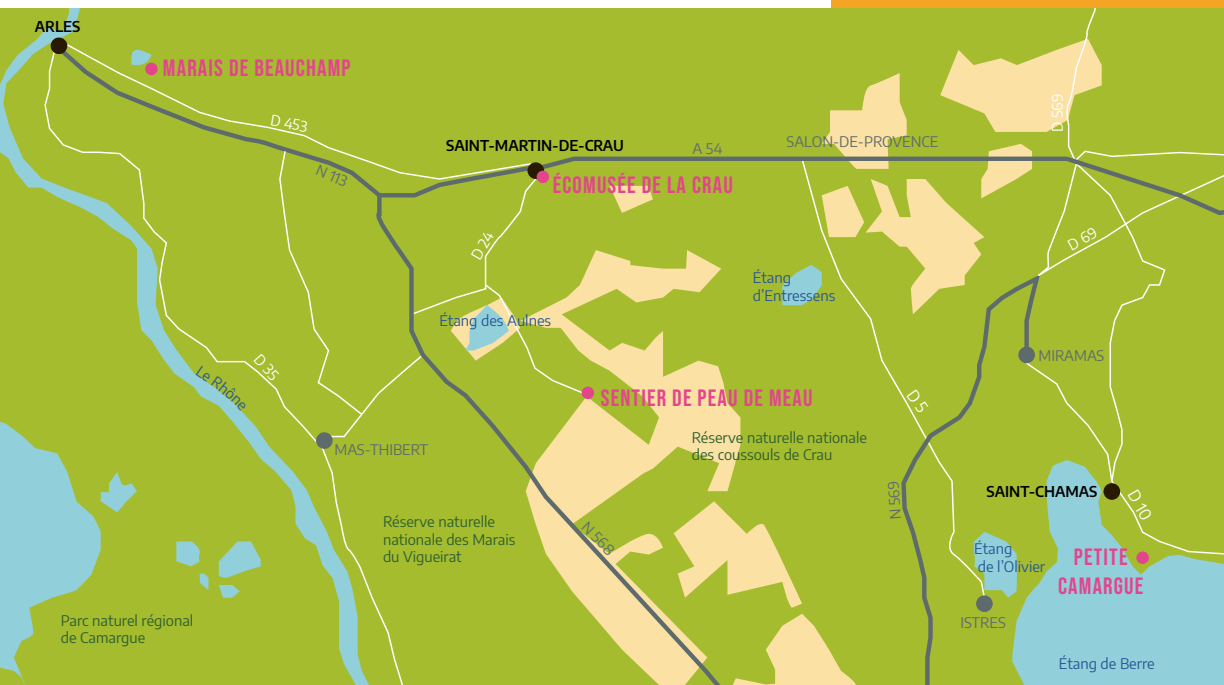 ARLES
MARAIS DE BEAUCHAMP
D 453
N 113
SAINT-MARTIN-DE-CRAU
A 54
SALON-DE-PROVENCE
D 569
ÉCOMUSÉE DE LA CRAU
D 24
D 69
Étang
d’Entressens
Étang des Aulnes
MIRAMAS
Le Rhône
D 35
SENTIER DE PEAU DE MEAU
D 5
Réserve naturelle nationale
des coussouls de Crau
MAS-THIBERT
SAINT-CHAMAS
N 569
D 10
Réserve naturelle
nationale des Marais
du Vigueirat
N 568
Étang
de l’Olivier
PETITE
CAMARGUE
ISTRES
Parc naturel régional
de Camargue
Étang de Berre